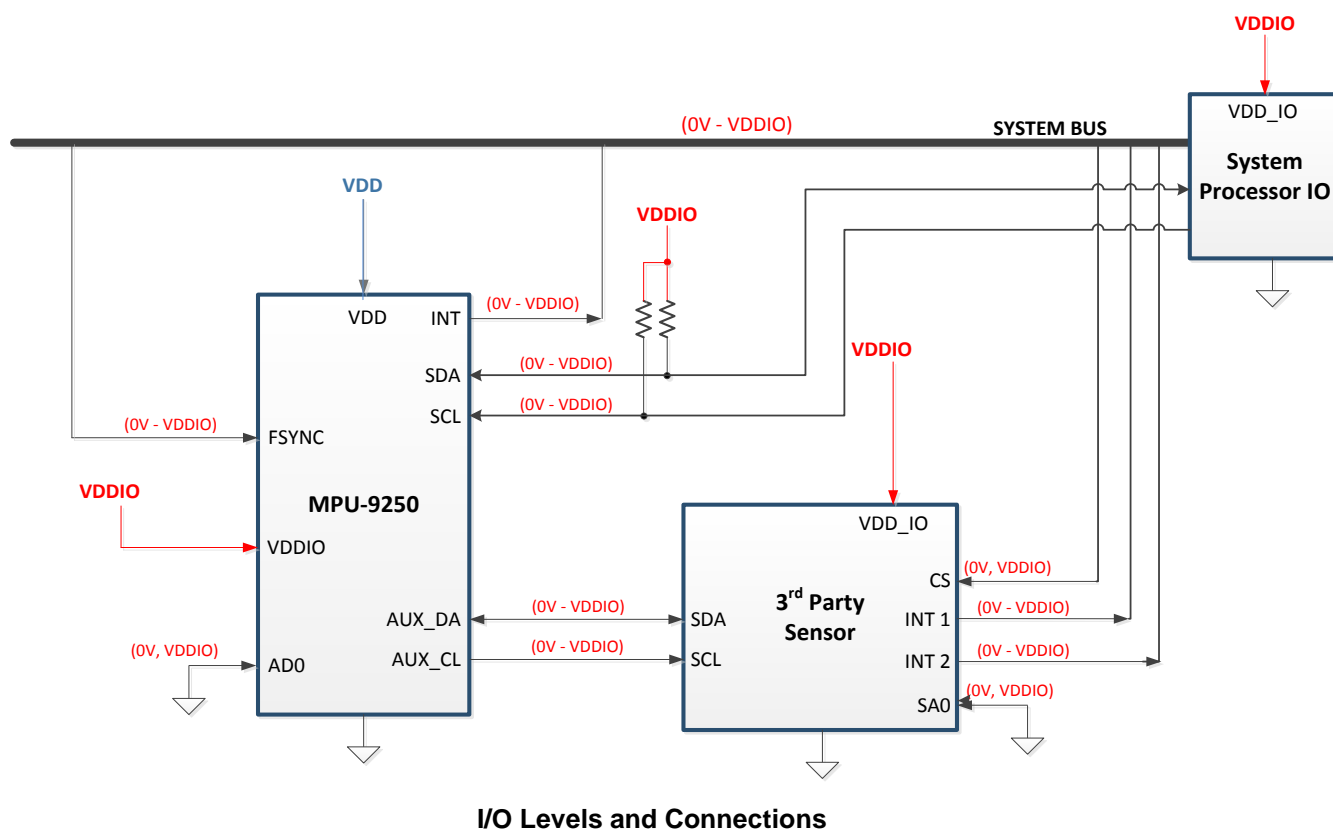 VDDIO
VDD_IO
System
Processor IO
(0V - VDDIO)
SYSTEM BUS
VDD
VDDIO
VDD
INT
(0V - VDDIO)
SDA
(0V - VDDIO)
SCL
(0V - VDDIO)
(0V - VDDIO)
FSYNC
MPU-9250
VDDIO
VDDIO
AUX_DA
(0V - VDDIO)
AUX_CL
(0V - VDDIO)
(0V, VDDIO)
AD0
VDDIO
VDD_IO
3rd Party
Sensor
SDA
SCL
CS
(0V, VDDIO)
INT 1
(0V - VDDIO)
INT 2
(0V - VDDIO)
SA0
(0V, VDDIO)
I/O Levels and Connections